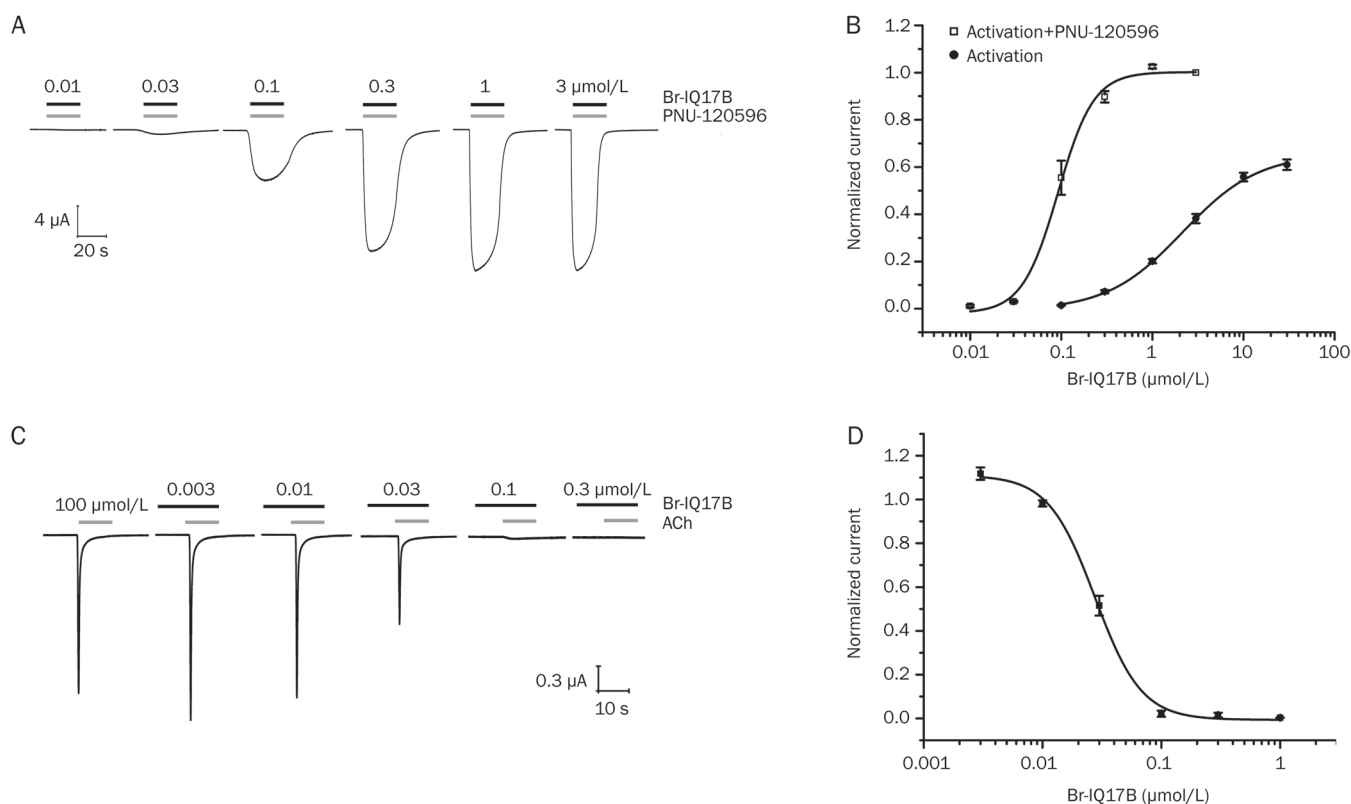 A
0.01 0.03 0.1 0.3 1 3 µmol/L
Br-IQ17B
PNU-120596
4 µA
20 s
B
Activation+PNU-120596
Activation
1.2
1.0
0.8
0.6
0.4
0.2
0.0
Normalized current
0.01 0.1 1 10 100
Br-IQ17B (µmol/L)
C
100 µmol/L 0.003 0.01 0.03 0.1 0.3 µmol/L
Br-IQ17B
ACh
0.3 µA
10 s
D
1.2
1.0
0.8
0.6
0.4
0.2
0.0
Normalized current
0.001 0.01 0.1 1
Br-IQ17B (µmol/L)